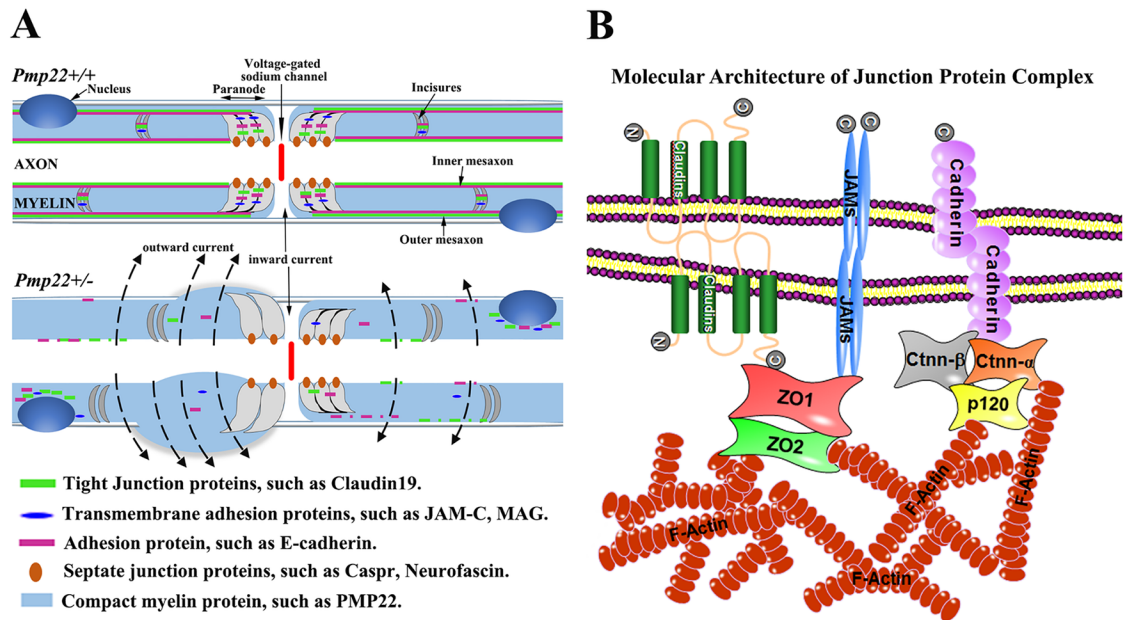 A
Pmp22+/+
Nucleus
Voltage-gated
sodium channel
Paranode
Incisures
AXON
Inner mesaxon
MYELIN
Outer mesaxon
outward current
inward current
Pmp22+/-
Tight Junction proteins, such as Claudin19.
Transmembrane adhesion proteins, such as JAM-C, MAG.
Adhesion protein, such as E-cadherin.
Septate junction proteins, such as Caspr, Neurofascin.
Compact myelin protein, such as PMP22.
B
Molecular Architecture of Junction Protein Complex
N
C
C
C
C
Claudins
JAMs
Cadherin
Cadherin
Claudins
JAMs
N
C
Ctnn-β
Ctnn-α
ZO1
p120
ZO2
F-Actin
F-Actin
F-Actin
F-Actin